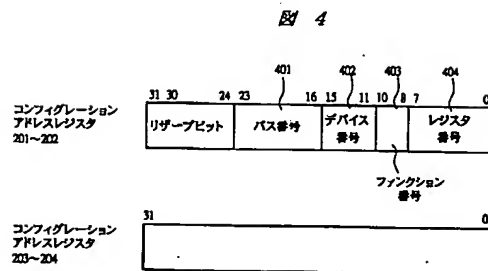 図 4
401 402 403 404
31 30 24 23 16 15 11 10 8 7 0
コンフィグレーション
アドレスレジスタ
201〜202
リザーブビット
バス番号
デバイス
番号
レジスタ
番号
ファンクション
番号
31 0
コンフィグレーション
アドレスレジスタ
203〜204